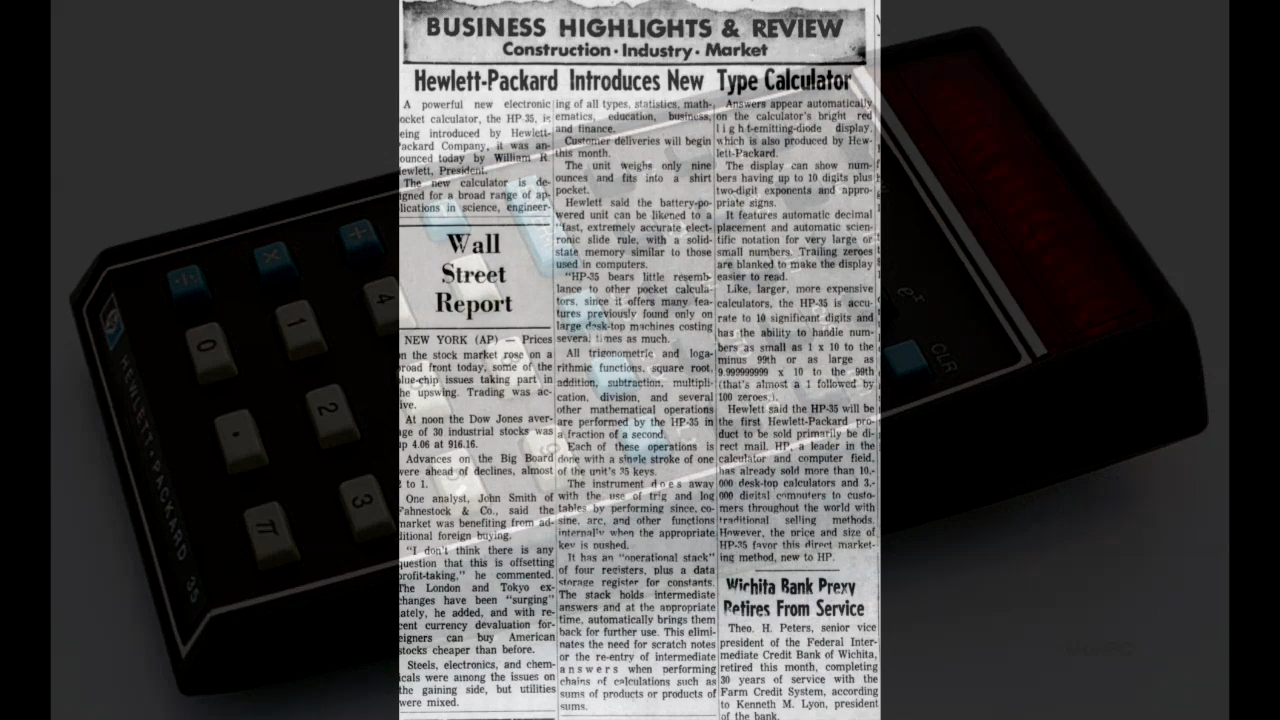 BUSINESS HIGHLIGHTS & REVIEW
Construction · Industry · Market
Hewlett-Packard Introduces New Type Calculator
A powerful new electronic
ocket calculator, the HP-35, is
eing introduced by Hewlett-
Packard Company, it was an-
ounced today by William R.
ewlett, President.
The new calculator is de-
igned for a broad range of ap-
lications in science, engineer-
Wall
Street
Report
NEW YORK (AP) — Prices
n the stock market rose on a
road front today, some of the
lue-chip issues taking part in
he upswing. Trading was ac-
ive.
At noon the Dow Jones aver-
age of 30 industrial stocks was
up 4.06 at 916.16.
Advances on the Big Board
were ahead of declines, almost
2 to 1.
One analyst, John Smith of
Fahnestock & Co., said the
market was benefiting from ad-
ditional foreign buying.
"I don't think there is any
question that this is offsetting
profit-taking," he commented.
The London and Tokyo ex-
changes have been "surging"
lately, he added, and with re-
cent currency devaluation for-
eigners can buy American
stocks cheaper than before.
Steels, electronics, and chem-
icals were among the issues on
the gaining side, but utilities
were mixed.
ing of all types, statistics, math-
ematics, education, business,
and finance.
Customer deliveries will begin
this month.
The unit weighs only nine
ounces and fits into a shirt
pocket.
Hewlett said the battery-po-
wered unit can be likened to a
"fast, extremely accurate elect-
ronic slide rule, with a solid-
state memory similar to those
used in computers.
"HP-35 bears little resemb-
lance to other pocket calcula-
tors, since it offers many fea-
tures previously found only on
large desk-top machines costing
several times as much.
All trigonometric and loga-
rithmic functions, square root,
addition, subtraction, multipli-
cation, division, and several
other mathematical operations
are performed by the HP-35 in
a fraction of a second.
Each of these operations is
done with a single stroke of one
of the unit's 35 keys.
The instrument does away
with the use of trig and log
tables by performing since, co-
sine, arc, and other functions
internally when the appropriate
key is pushed.
It has an "operational stack"
of four registers, plus a data
storage register for constants.
The stack holds intermediate
answers and at the appropriate
time, automatically brings them
back for further use. This elimi-
nates the need for scratch notes
or the re-entry of intermediate
answers when performing
chains of calculations such as
sums of products or products of
sums.
Answers appear automatically
on the calculator's bright red
light-emitting-diode display,
which is also produced by Hew-
lett-Packard.
The display can show num-
bers having up to 10 digits plus
two-digit exponents and appro-
priate signs.
It features automatic decimal
placement and automatic scien-
tific notation for very large or
small numbers. Trailing zeroes
are blanked to make the display
easier to read.
Like, larger, more expensive
calculators, the HP-35 is accu-
rate to 10 significant digits and
has the ability to handle num-
bers as small as 1 x 10 to the
minus 99th or as large as
9.999999999 x 10 to the 99th
(that's almost a 1 followed by
100 zeroes.).
Hewlett said the HP-35 will be
the first Hewlett-Packard pro-
duct to be sold primarily be di-
rect mail. HP, a leader in the
calculator and computer field,
has already sold more than 10,-
000 desk-top calculators and 3,-
000 digital computers to custo-
mers throughout the world with
traditional selling methods.
However, the price and size of
HP-35 favor this direct market-
ing method, new to HP.
Wichita Bank Prexy
Retires From Service
Theo. H. Peters, senior vice
president of the Federal Inter-
mediate Credit Bank of Wichita,
retired this month, completing
30 years of service with the
Farm Credit System, according
to Kenneth M. Lyon, president
of the bank.
÷
×
+
0
1
4
.
2
π
3
HEWLETT·PACKARD 35
eˣ
CLR